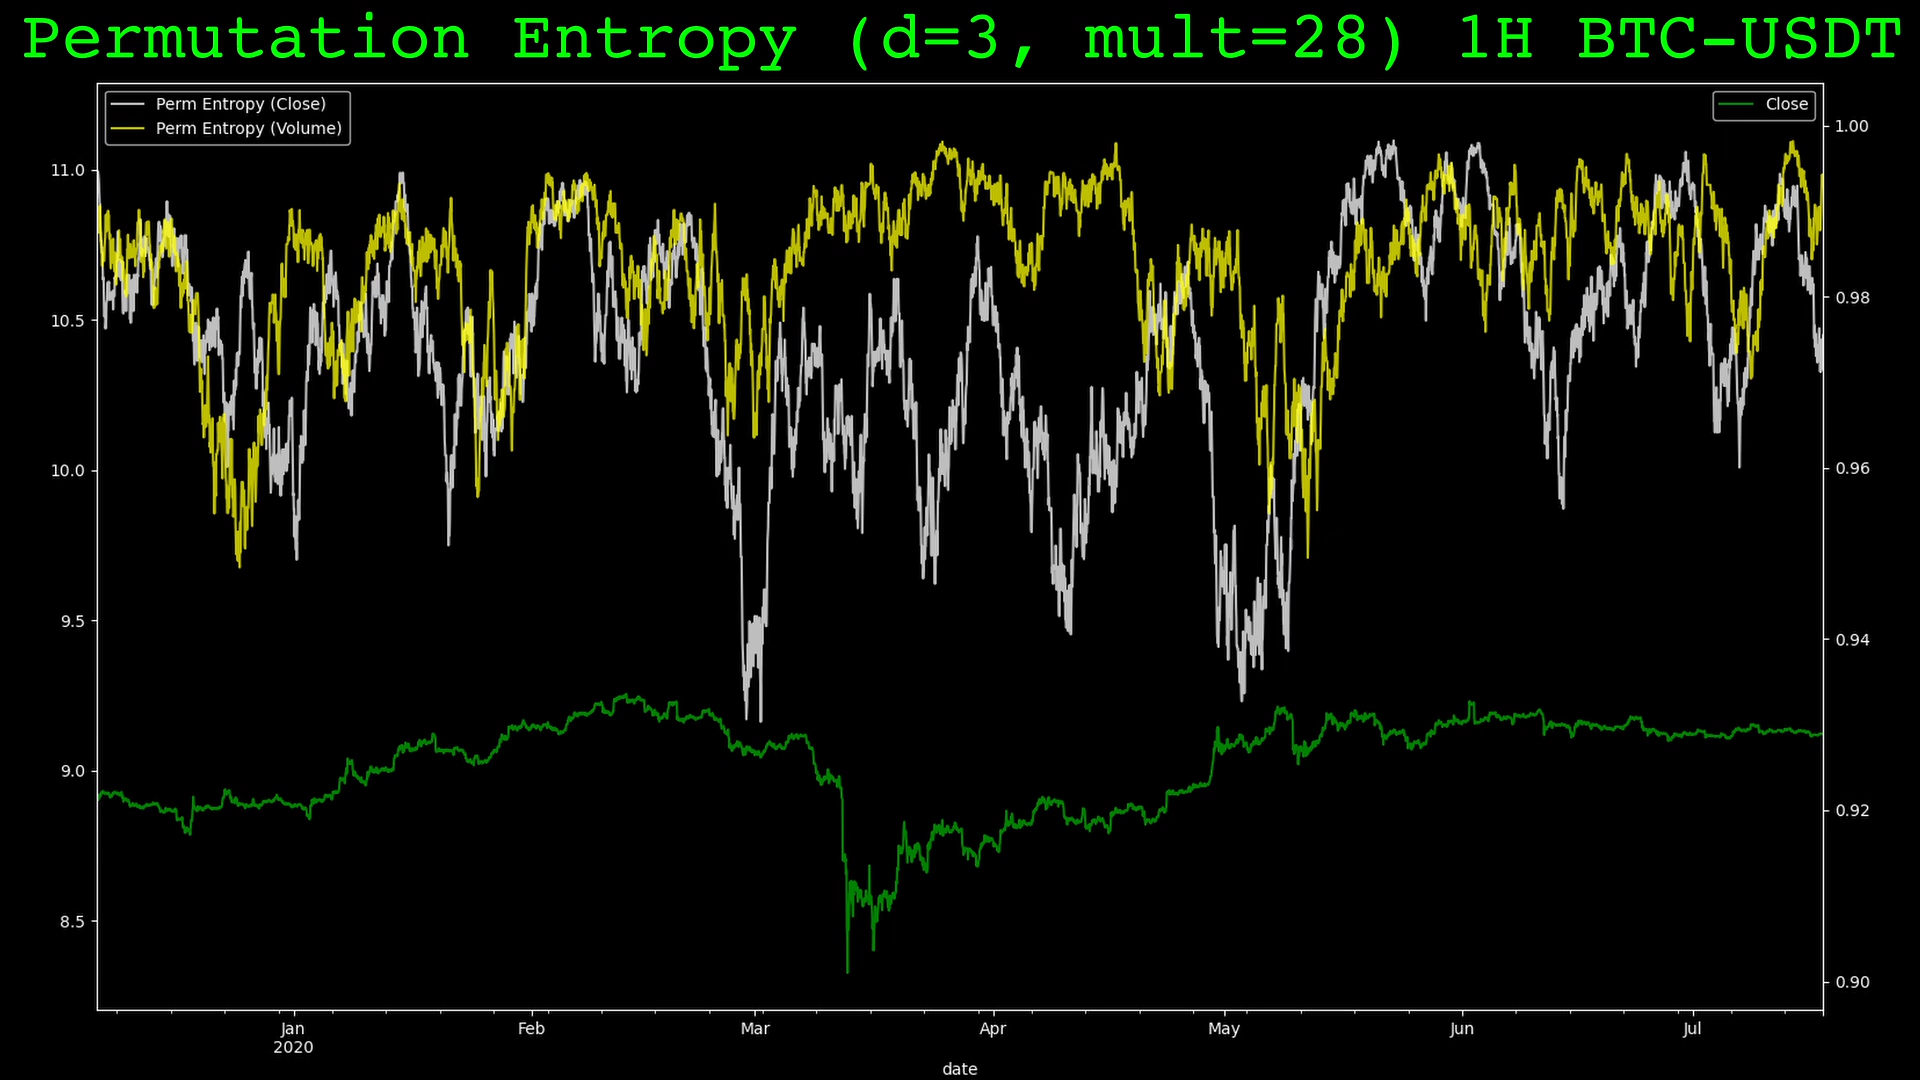 Permutation Entropy (d=3, mult=28) 1H BTC-USDT
Perm Entropy (Close)
Perm Entropy (Volume)
Close
11.0
10.5
10.0
9.5
9.0
8.5
1.00
0.98
0.96
0.94
0.92
0.90
Jan
2020
Feb
Mar
Apr
May
Jun
Jul
date